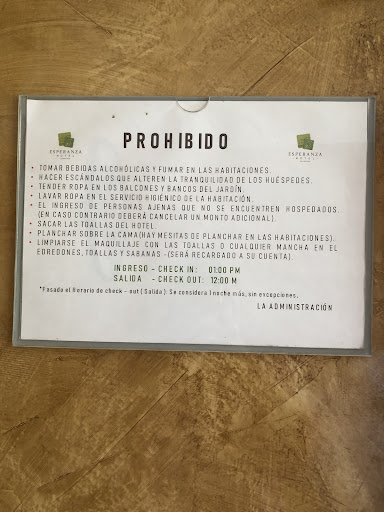 PROHIBIDO
ESPERANZA
HOTEL
ESPERANZA
HOTEL
• TOMAR BEBIDAS ALCOHÓLICAS Y FUMAR EN LAS HABITACIONES.
• HACER ESCÁNDALOS QUE ALTEREN LA TRANQUILIDAD DE LOS HUÉSPEDES.
• TENDER ROPA EN LOS BALCONES Y BANCOS DEL JARDÍN.
• LAVAR ROPA EN EL SERVICIO HIGIÉNICO DE LA HABITACIÓN.
• EL INGRESO DE PERSONAS AJENAS QUE NO SE ENCUENTREN HOSPEDADOS.
(EN CASO CONTRARIO DEBERÁ CANCELAR UN MONTO ADICIONAL).
• SACAR LAS TOALLAS DEL HOTEL.
• PLANCHAR SOBRE LA CAMA(HAY MESITAS DE PLANCHAR EN LAS HABITACIONES).
• LIMPIARSE EL MAQUILLAJE CON LAS TOALLAS O CUALQUIER MANCHA EN EL
EDREDONES, TOALLAS Y SABANAS -(SERÁ RECARGADO A SU CUENTA).
INGRESO - CHECK IN: 01:00 PM
SALIDA - CHECK OUT: 12:00 M
*Pasado el Horario de check - out ( Salida ) Se considera 1 noche más, sin excepciones.
LA ADMINISTRACIÓN